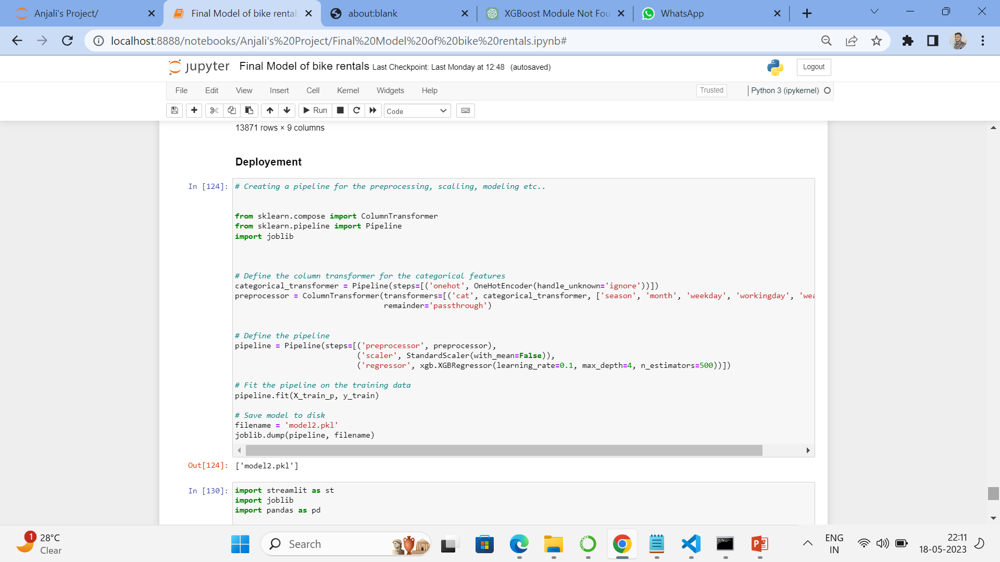 Anjali's Project/
Final Model of bike rentals
about:blank
XGBoost Module Not Fou
WhatsApp
localhost:8888/notebooks/Anjali's%20Project/Final%20Model%20of%20bike%20rentals.ipynb#
jupyter Final Model of bike rentals Last Checkpoint: Last Monday at 12:48 (autosaved)
Logout
File Edit View Insert Cell Kernel Widgets Help
Trusted
Python 3 (ipykernel)
Run
Code
13871 rows × 9 columns
Deployement
In [124]: # Creating a pipeline for the preprocessing, scalling, modeling etc..
from sklearn.compose import ColumnTransformer
from sklearn.pipeline import Pipeline
import joblib
# Define the column transformer for the categorical features
categorical_transformer = Pipeline(steps=[('onehot', OneHotEncoder(handle_unknown='ignore'))])
preprocessor = ColumnTransformer(transformers=[('cat', categorical_transformer, ['season', 'month', 'weekday', 'workingday', 'wea
remainder='passthrough')
# Define the pipeline
pipeline = Pipeline(steps=[('preprocessor', preprocessor),
('scaler', StandardScaler(with_mean=False)),
('regressor', xgb.XGBRegressor(learning_rate=0.1, max_depth=4, n_estimators=500))])
# Fit the pipeline on the training data
pipeline.fit(X_train_p, y_train)
# Save model to disk
filename = 'model2.pkl'
joblib.dump(pipeline, filename)
Out[124]: ['model2.pkl']
In [130]: import streamlit as st
import joblib
import pandas as pd
1
28°C
Clear
Search
ENG
IN
22:11
18-05-2023